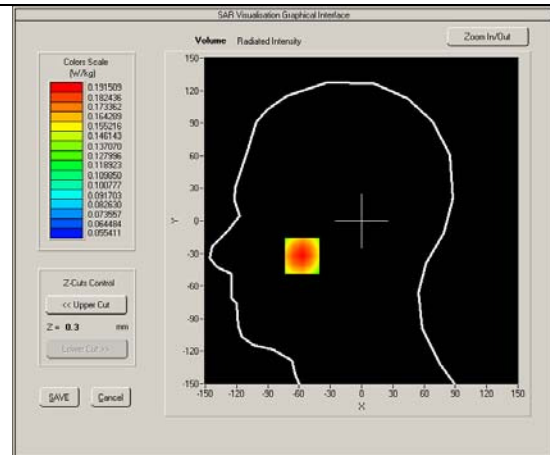 SAR Visualisation Graphical Interface
Volume Radiated Intensity
Zoom In/Out
Colors Scale
(W/kg)
0.191509
0.182436
0.173362
0.164289
0.155216
0.146143
0.137070
0.127996
0.118923
0.109850
0.100777
0.091703
0.082630
0.073557
0.064484
0.055411
Z-Cuts Control
<< Upper Cut
Z = 0.3 mm
Lower Cut >>
SAVE Cancel
150
120
90
60
30
0
-30
-60
-90
-120
-150
Y
-150 -120 -90 -60 -30 0 30 60 90 120 150
X